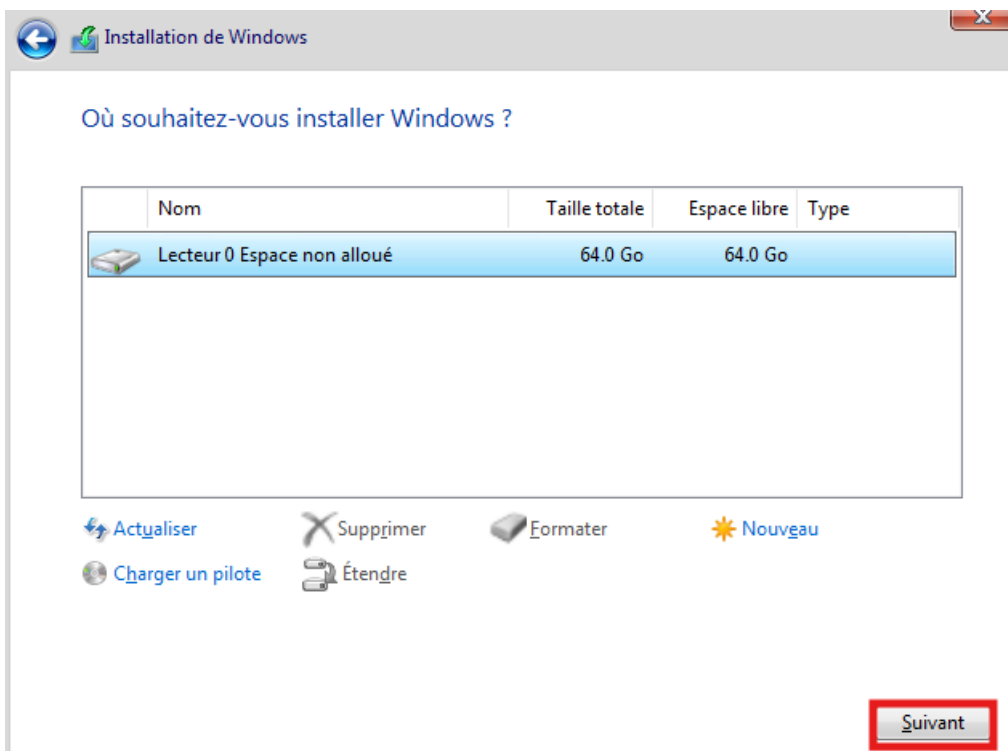 Installation de Windows
Où souhaitez-vous installer Windows ?
Nom Taille totale Espace libre Type
Lecteur 0 Espace non alloué 64.0 Go 64.0 Go
Actualiser Supprimer Formater Nouveau
Charger un pilote Étendre
Suivant